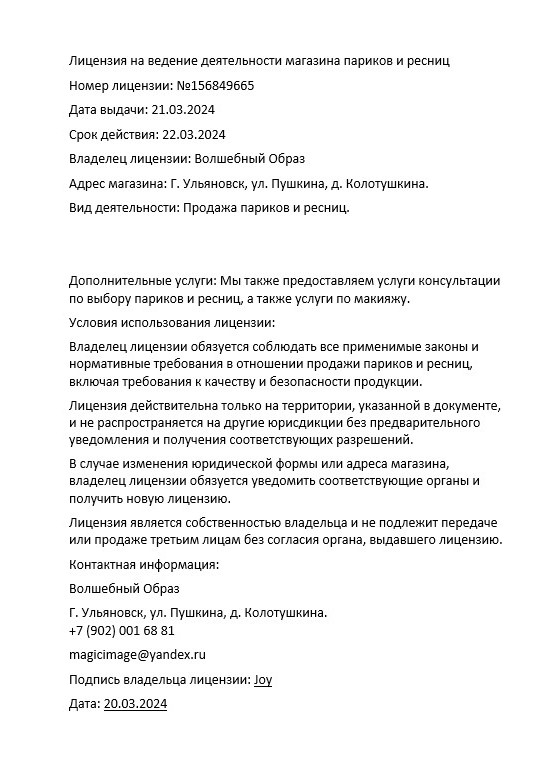 Лицензия на ведение деятельности магазина париков и ресниц
Номер лицензии: №156849665
Дата выдачи: 21.03.2024
Срок действия: 22.03.2024
Владелец лицензии: Волшебный Образ
Адрес магазина: Г. Ульяновск, ул. Пушкина, д. Колотушкина.
Вид деятельности: Продажа париков и ресниц.
Дополнительные услуги: Мы также предоставляем услуги консультации
по выбору париков и ресниц, а также услуги по макияжу.
Условия использования лицензии:
Владелец лицензии обязуется соблюдать все применимые законы и
нормативные требования в отношении продажи париков и ресниц,
включая требования к качеству и безопасности продукции.
Лицензия действительна только на территории, указанной в документе,
и не распространяется на другие юрисдикции без предварительного
уведомления и получения соответствующих разрешений.
В случае изменения юридической формы или адреса магазина,
владелец лицензии обязуется уведомить соответствующие органы и
получить новую лицензию.
Лицензия является собственностью владельца и не подлежит передаче
или продаже третьим лицам без согласия органа, выдавшего лицензию.
Контактная информация:
Волшебный Образ
Г. Ульяновск, ул. Пушкина, д. Колотушкина.
+7 (902) 001 68 81
magicimage@yandex.ru
Подпись владельца лицензии: Joy
Дата: 20.03.2024